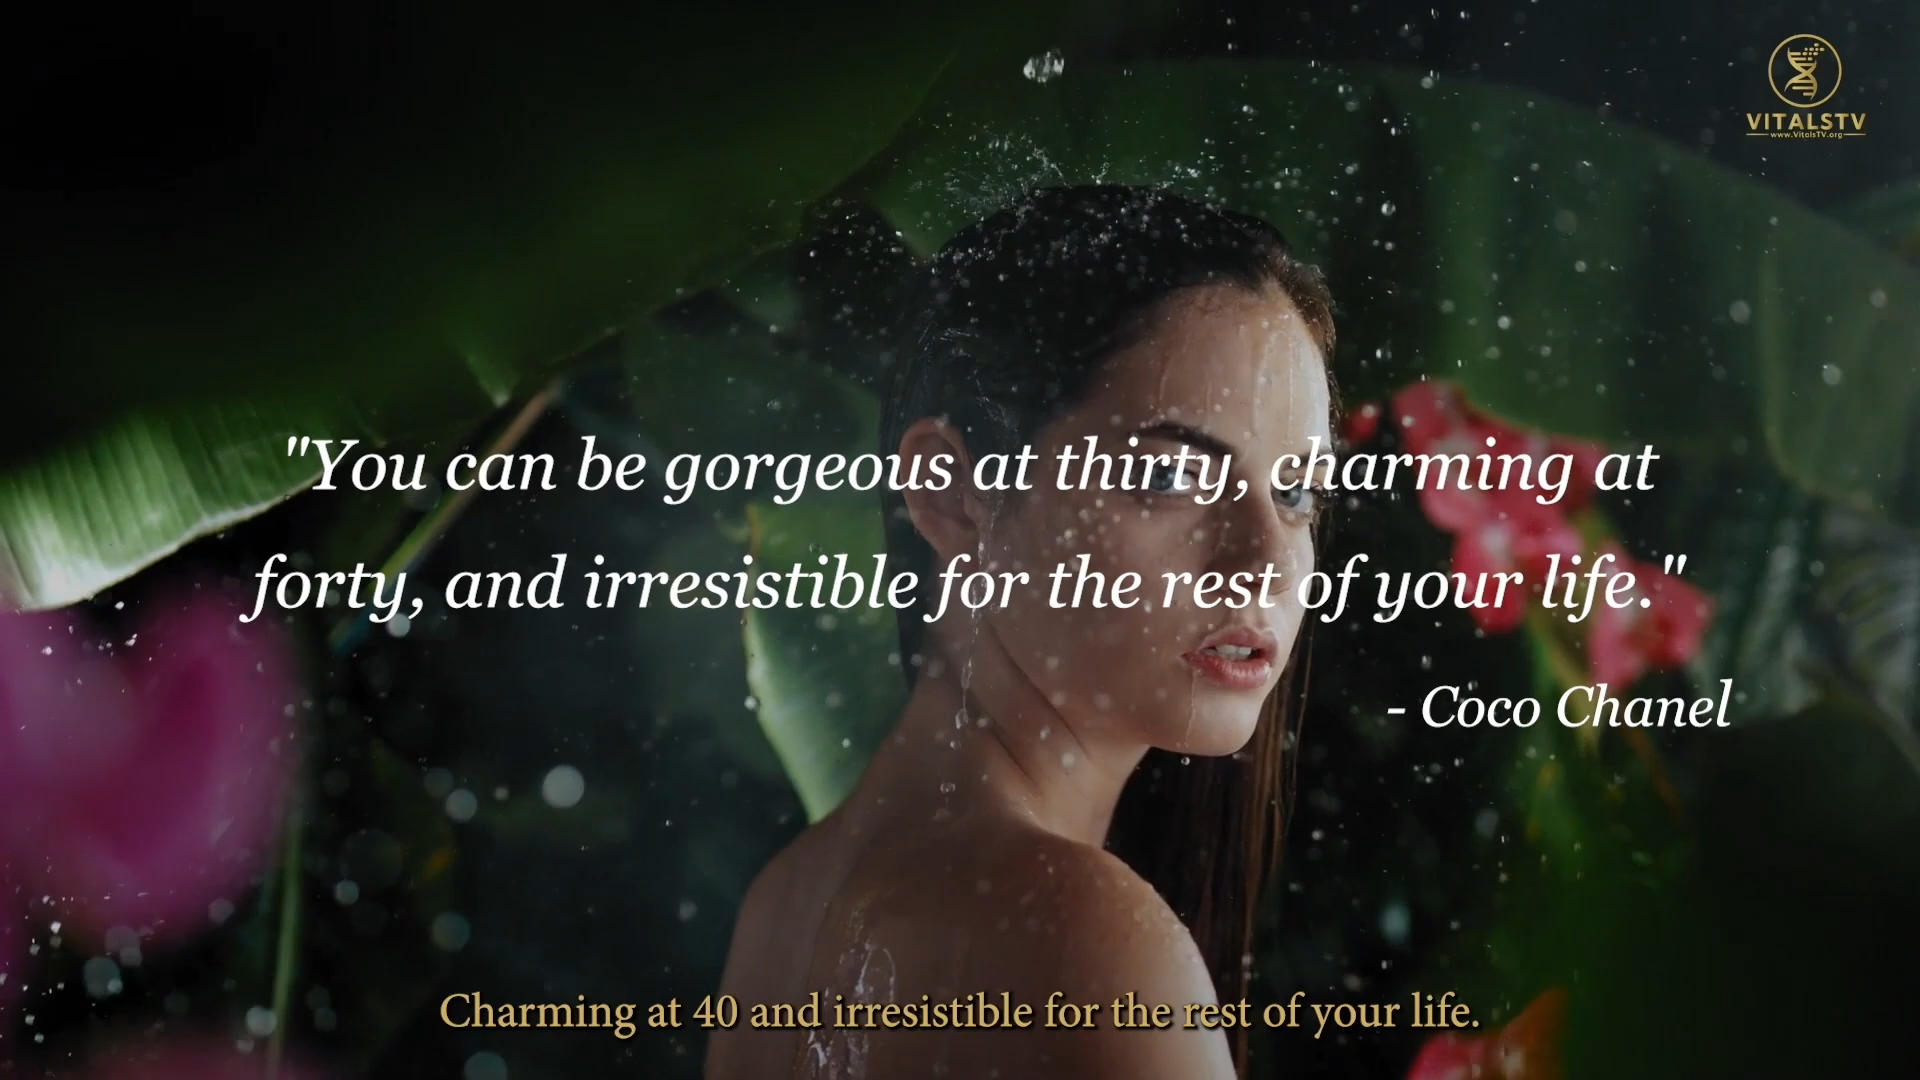 VITALSTV
www.VitalsTV.org
"You can be gorgeous at thirty, charming at
forty, and irresistible for the rest of your life."
- Coco Chanel
Charming at 40 and irresistible for the rest of your life.